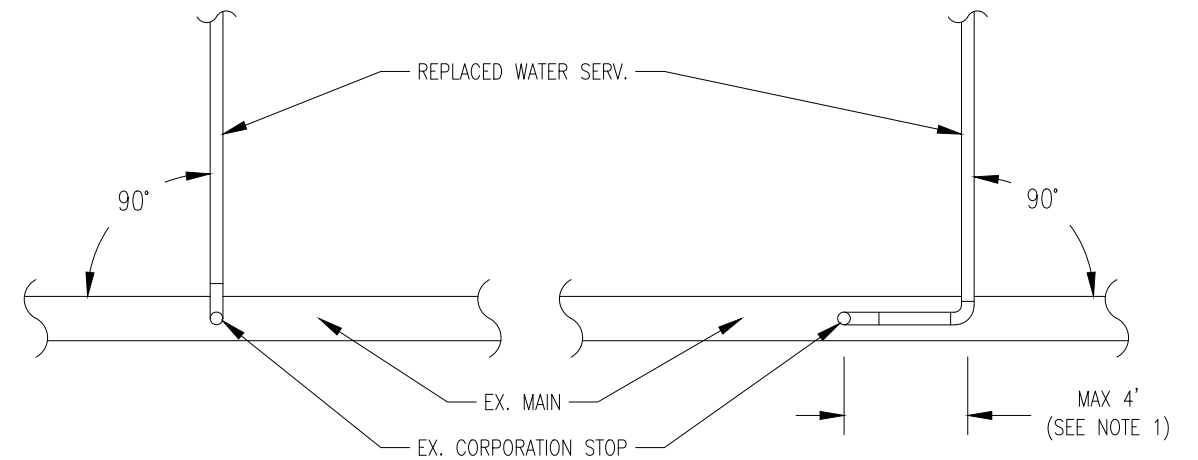 REPLACED WATER SERV.
90°
90°
EX. MAIN
MAX 4'
(SEE NOTE 1)
EX. CORPORATION STOP